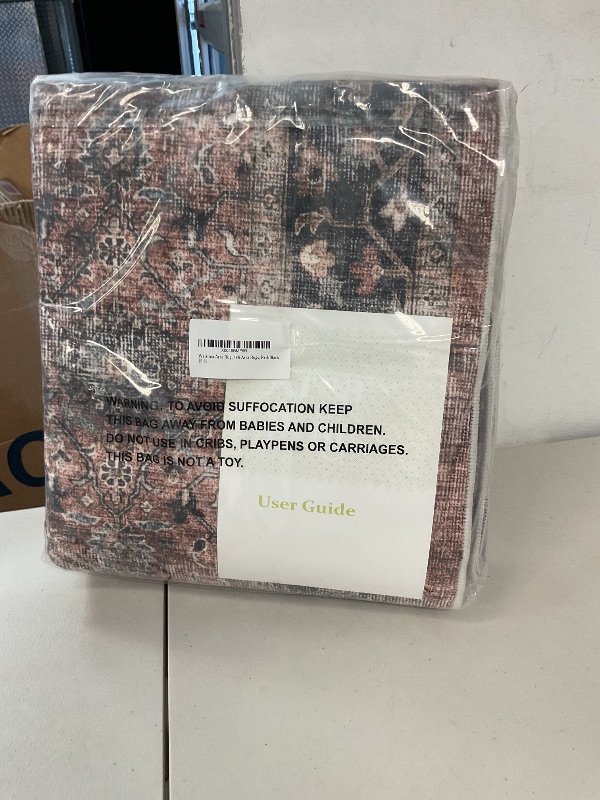 WARNING: TO AVOID SUFFOCATION KEEP
THIS BAG AWAY FROM BABIES AND CHILDREN.
DO NOT USE IN CRIBS, PLAYPENS OR CARRIAGES.
THIS BAG IS NOT A TOY.
User Guide